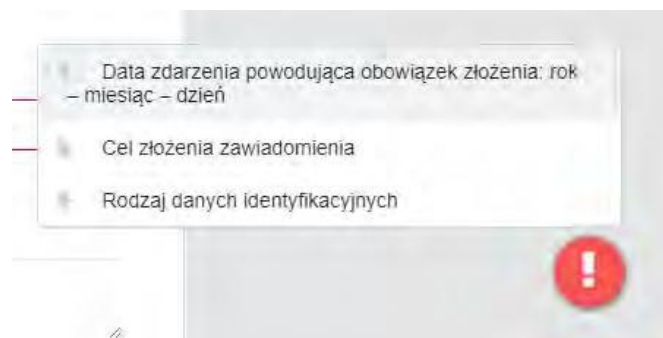 Data zdarzenia powodująca obowiązek złożenia: rok
– miesiąc – dzień
Cel złożenia zawiadomienia
Rodzaj danych identyfikacyjnych
!